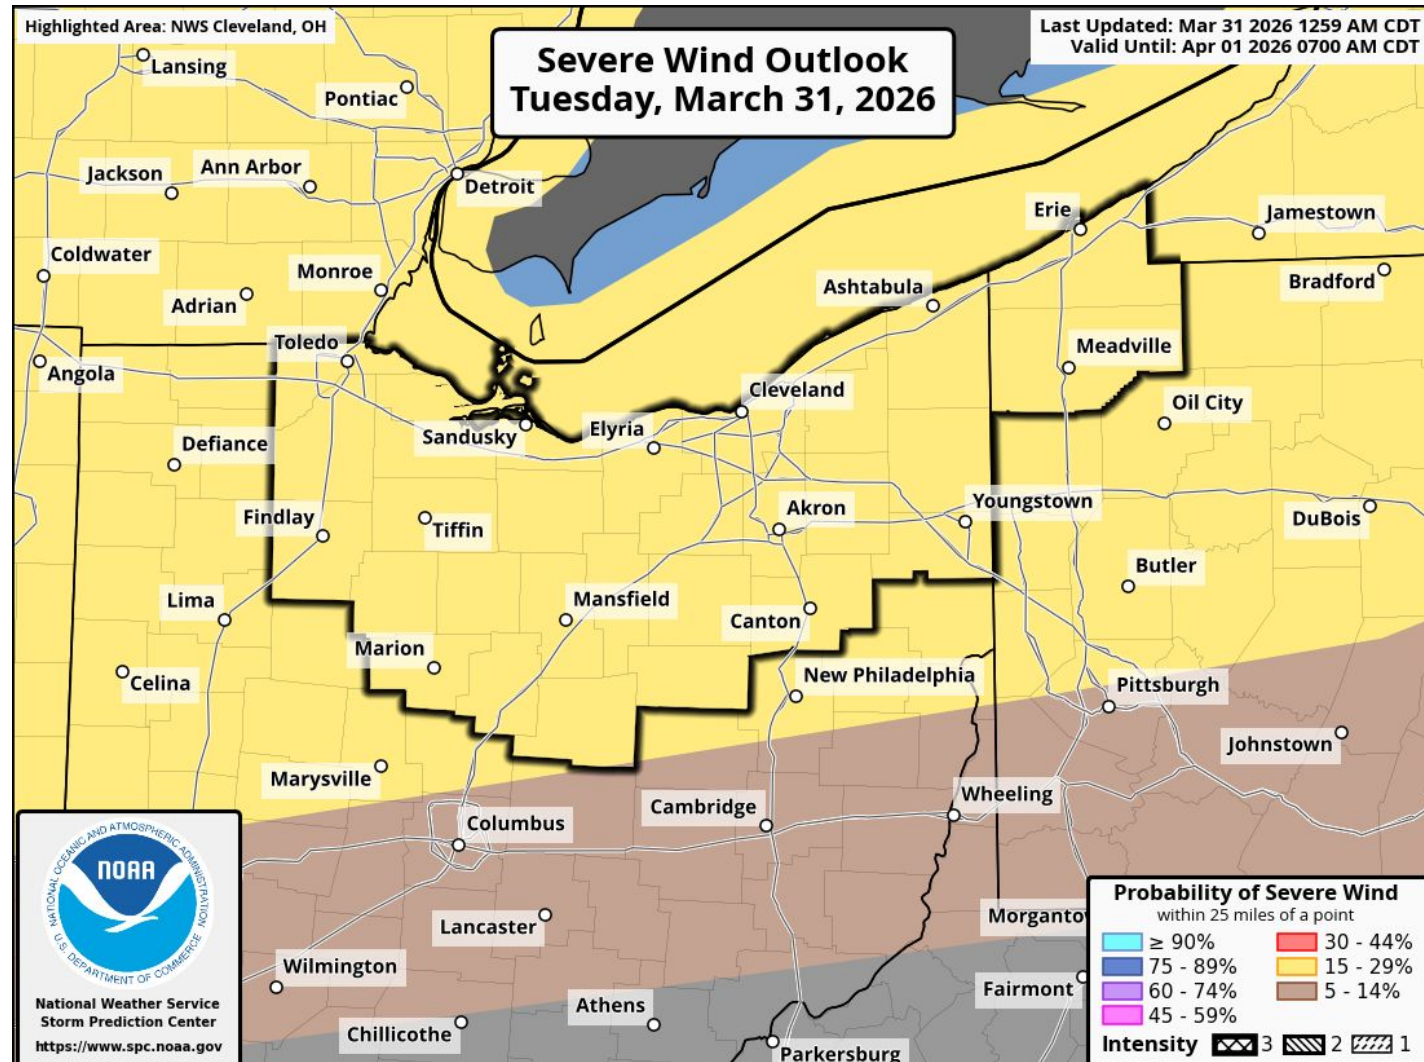 Highlighted Area: NWS Cleveland, OH
Last Updated: Mar 31 2026 1259 AM CDT
Valid Until: Apr 01 2026 0700 AM CDT
Severe Wind Outlook
Tuesday, March 31, 2026
Lansing
Pontiac
Jackson
Ann Arbor
Detroit
Erie
Jamestown
Coldwater
Monroe
Adrian
Ashtabula
Bradford
Toledo
Angola
Meadville
Cleveland
Oil City
Sandusky
Elyria
Defiance
Findlay
Tiffin
Akron
Youngstown
DuBois
Butler
Lima
Mansfield
Canton
Marion
Celina
New Philadelphia
Pittsburgh
Johnstown
Marysville
Cambridge
Wheeling
Columbus
Lancaster
Morganto
Wilmington
Fairmont
Athens
Chillicothe
Parkersburg
NATIONAL OCEANIC AND ATMOSPHERIC ADMINISTRATION
NOAA
U.S. DEPARTMENT OF COMMERCE
National Weather Service
Storm Prediction Center
https://www.spc.noaa.gov
Probability of Severe Wind
within 25 miles of a point
≥ 90% 30 - 44%
75 - 89% 15 - 29%
60 - 74% 5 - 14%
45 - 59%
Intensity 3 2 1